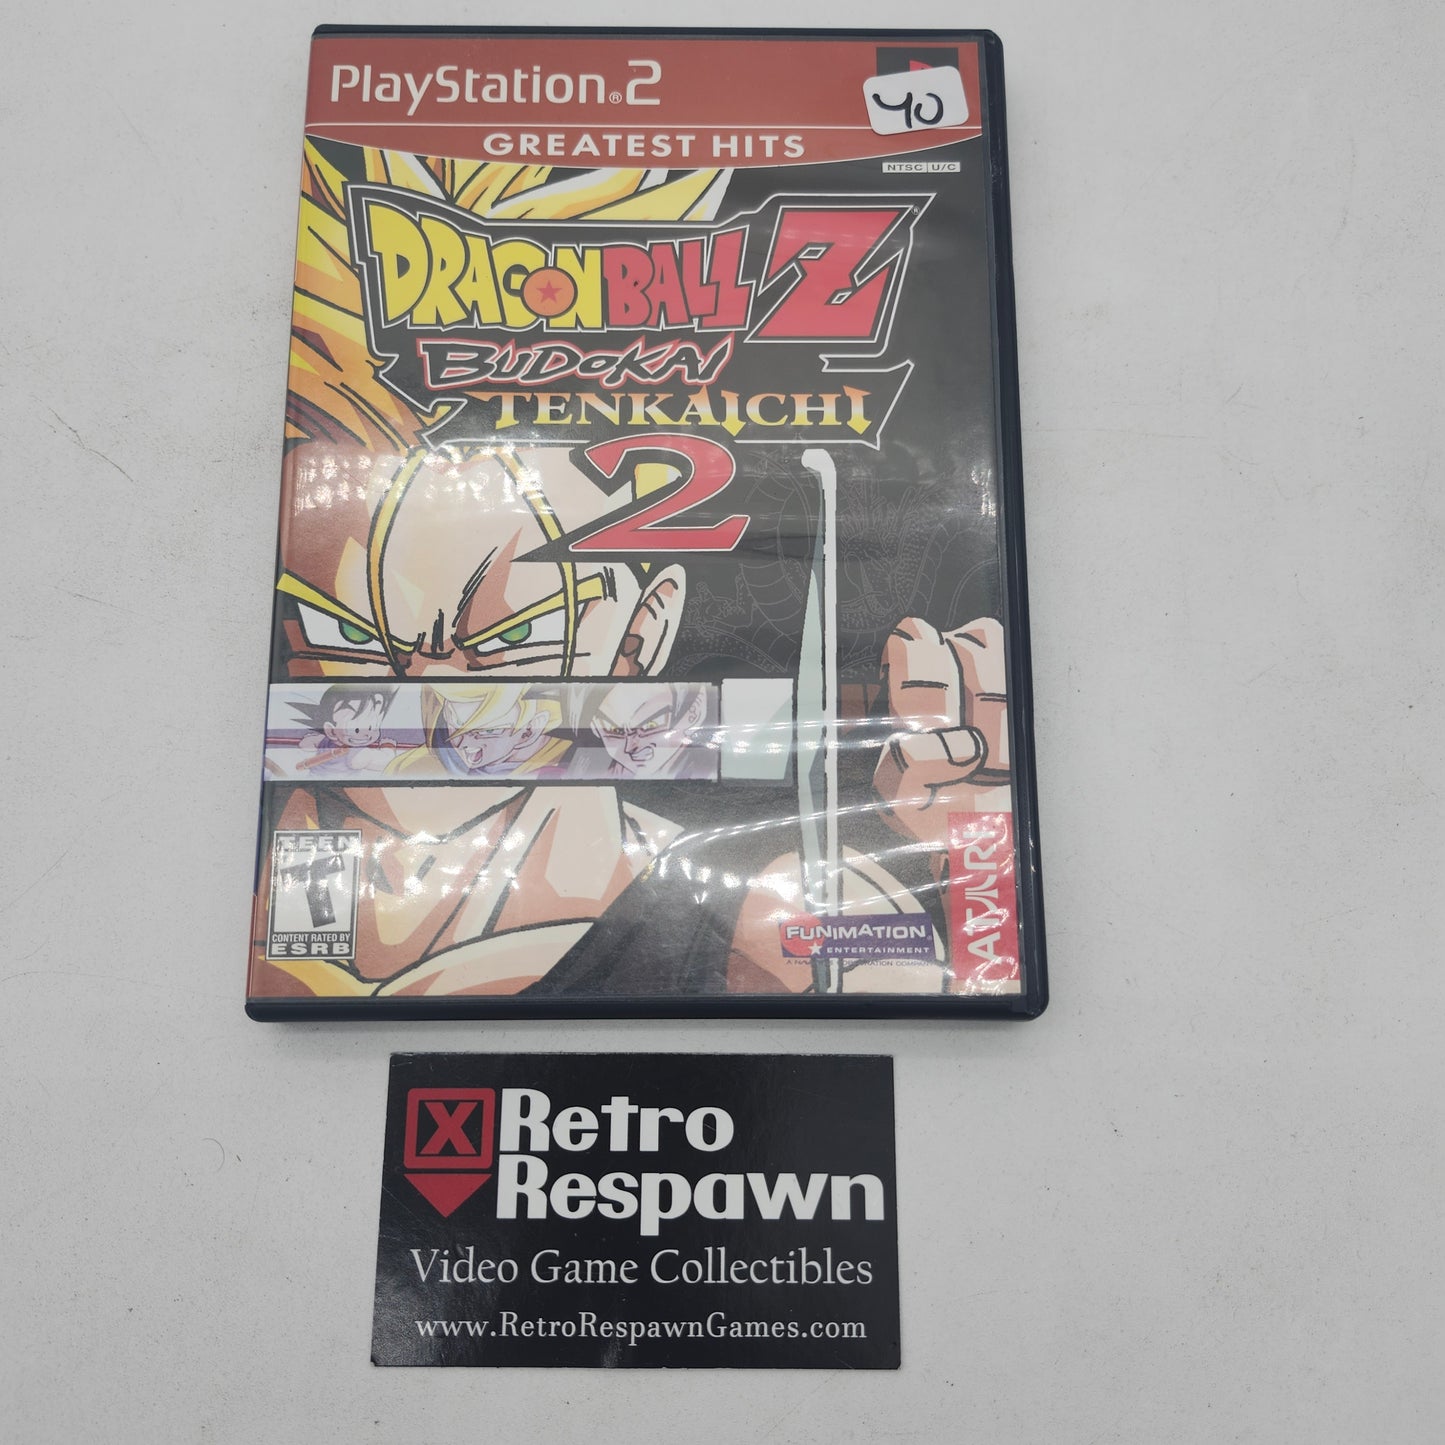 PlayStation®2
40
GREATEST HITS
NTSC U/C
DRAGON BALL Z®
BUDOKAI
TENKAICHI
2
TEEN
T
CONTENT RATED BY
ESRB
FUNIMATION®
ENTERTAINMENT
ATARI
X Retro
Respawn
Video Game Collectibles
www.RetroRespawnGames.com